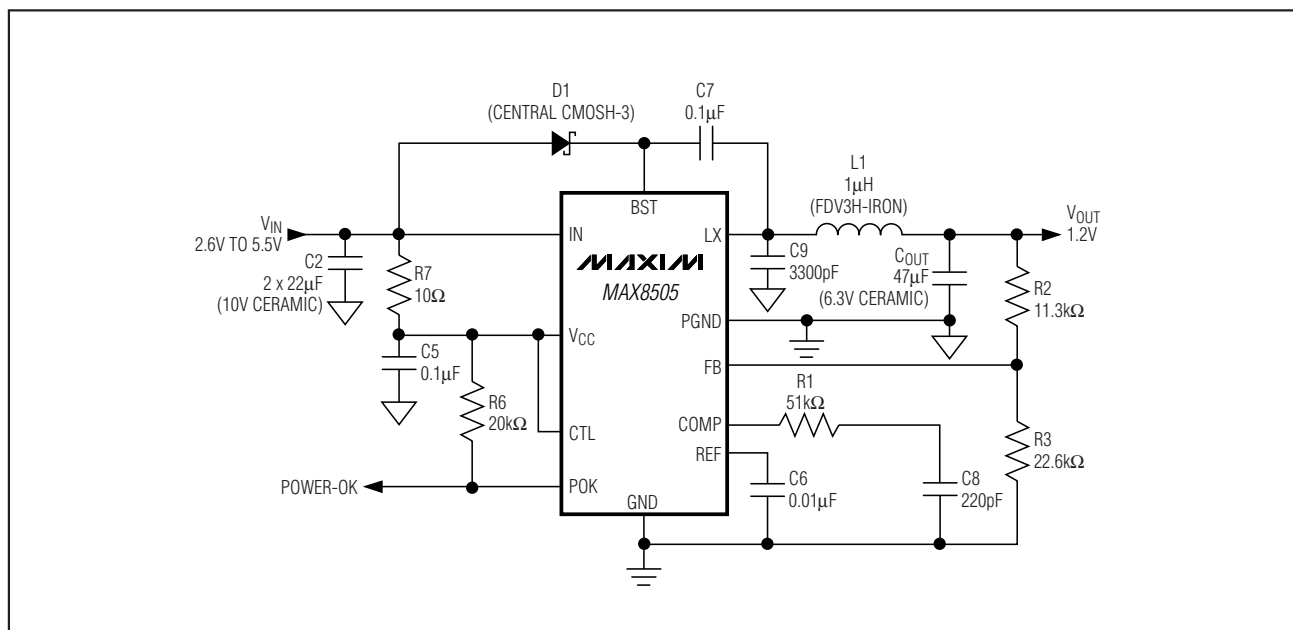 D1
(CENTRAL CMOSH-3)
C7
0.1µF
L1
1µH
(FDV3H-IRON)
VIN
2.6V TO 5.5V
C2
2 x 22µF
(10V CERAMIC)
R7
10Ω
C5
0.1µF
R6
20kΩ
POWER-OK
BST
IN
LX
MAXIM
MAX8505
VCC
PGND
FB
CTL
COMP
REF
POK
GND
C9
3300pF
COUT
47µF
(6.3V CERAMIC)
VOUT
1.2V
R2
11.3kΩ
R1
51kΩ
R3
22.6kΩ
C6
0.01µF
C8
220pF